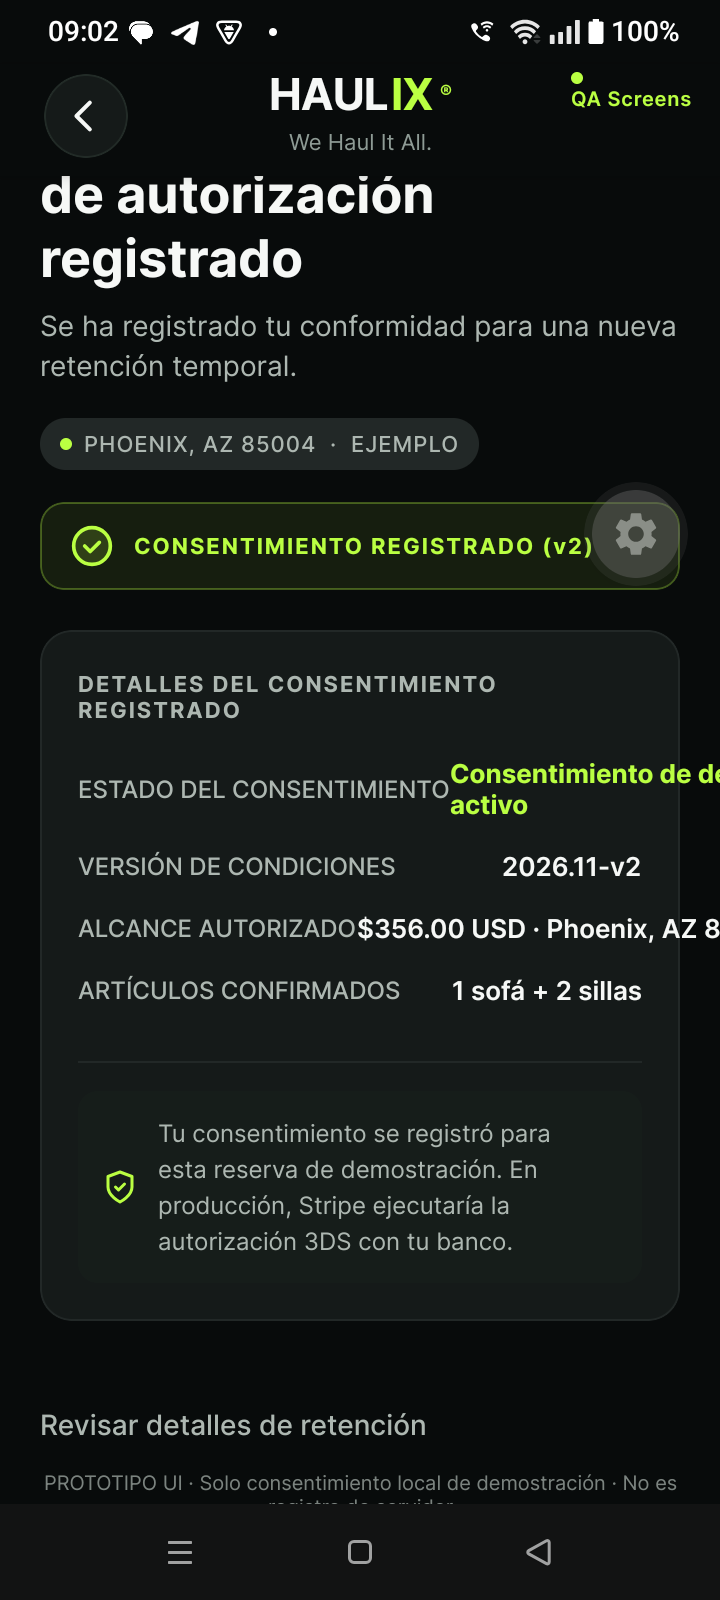 09:02
100%
HAULIX ®
We Haul It All.
QA Screens
de autorización
registrado
Se ha registrado tu conformidad para una nueva
retención temporal.
PHOENIX, AZ 85004 · EJEMPLO
CONSENTIMIENTO REGISTRADO (v2)
DETALLES DEL CONSENTIMIENTO
REGISTRADO
ESTADO DEL CONSENTIMIENTO
Consentimiento de de
activo
VERSIÓN DE CONDICIONES
2026.11-v2
ALCANCE AUTORIZADO
$356.00 USD · Phoenix, AZ 8
ARTÍCULOS CONFIRMADOS
1 sofá + 2 sillas
Tu consentimiento se registró para
esta reserva de demostración. En
producción, Stripe ejecutaría la
autorización 3DS con tu banco.
Revisar detalles de retención
PROTOTIPO UI · Solo consentimiento local de demostración · No es